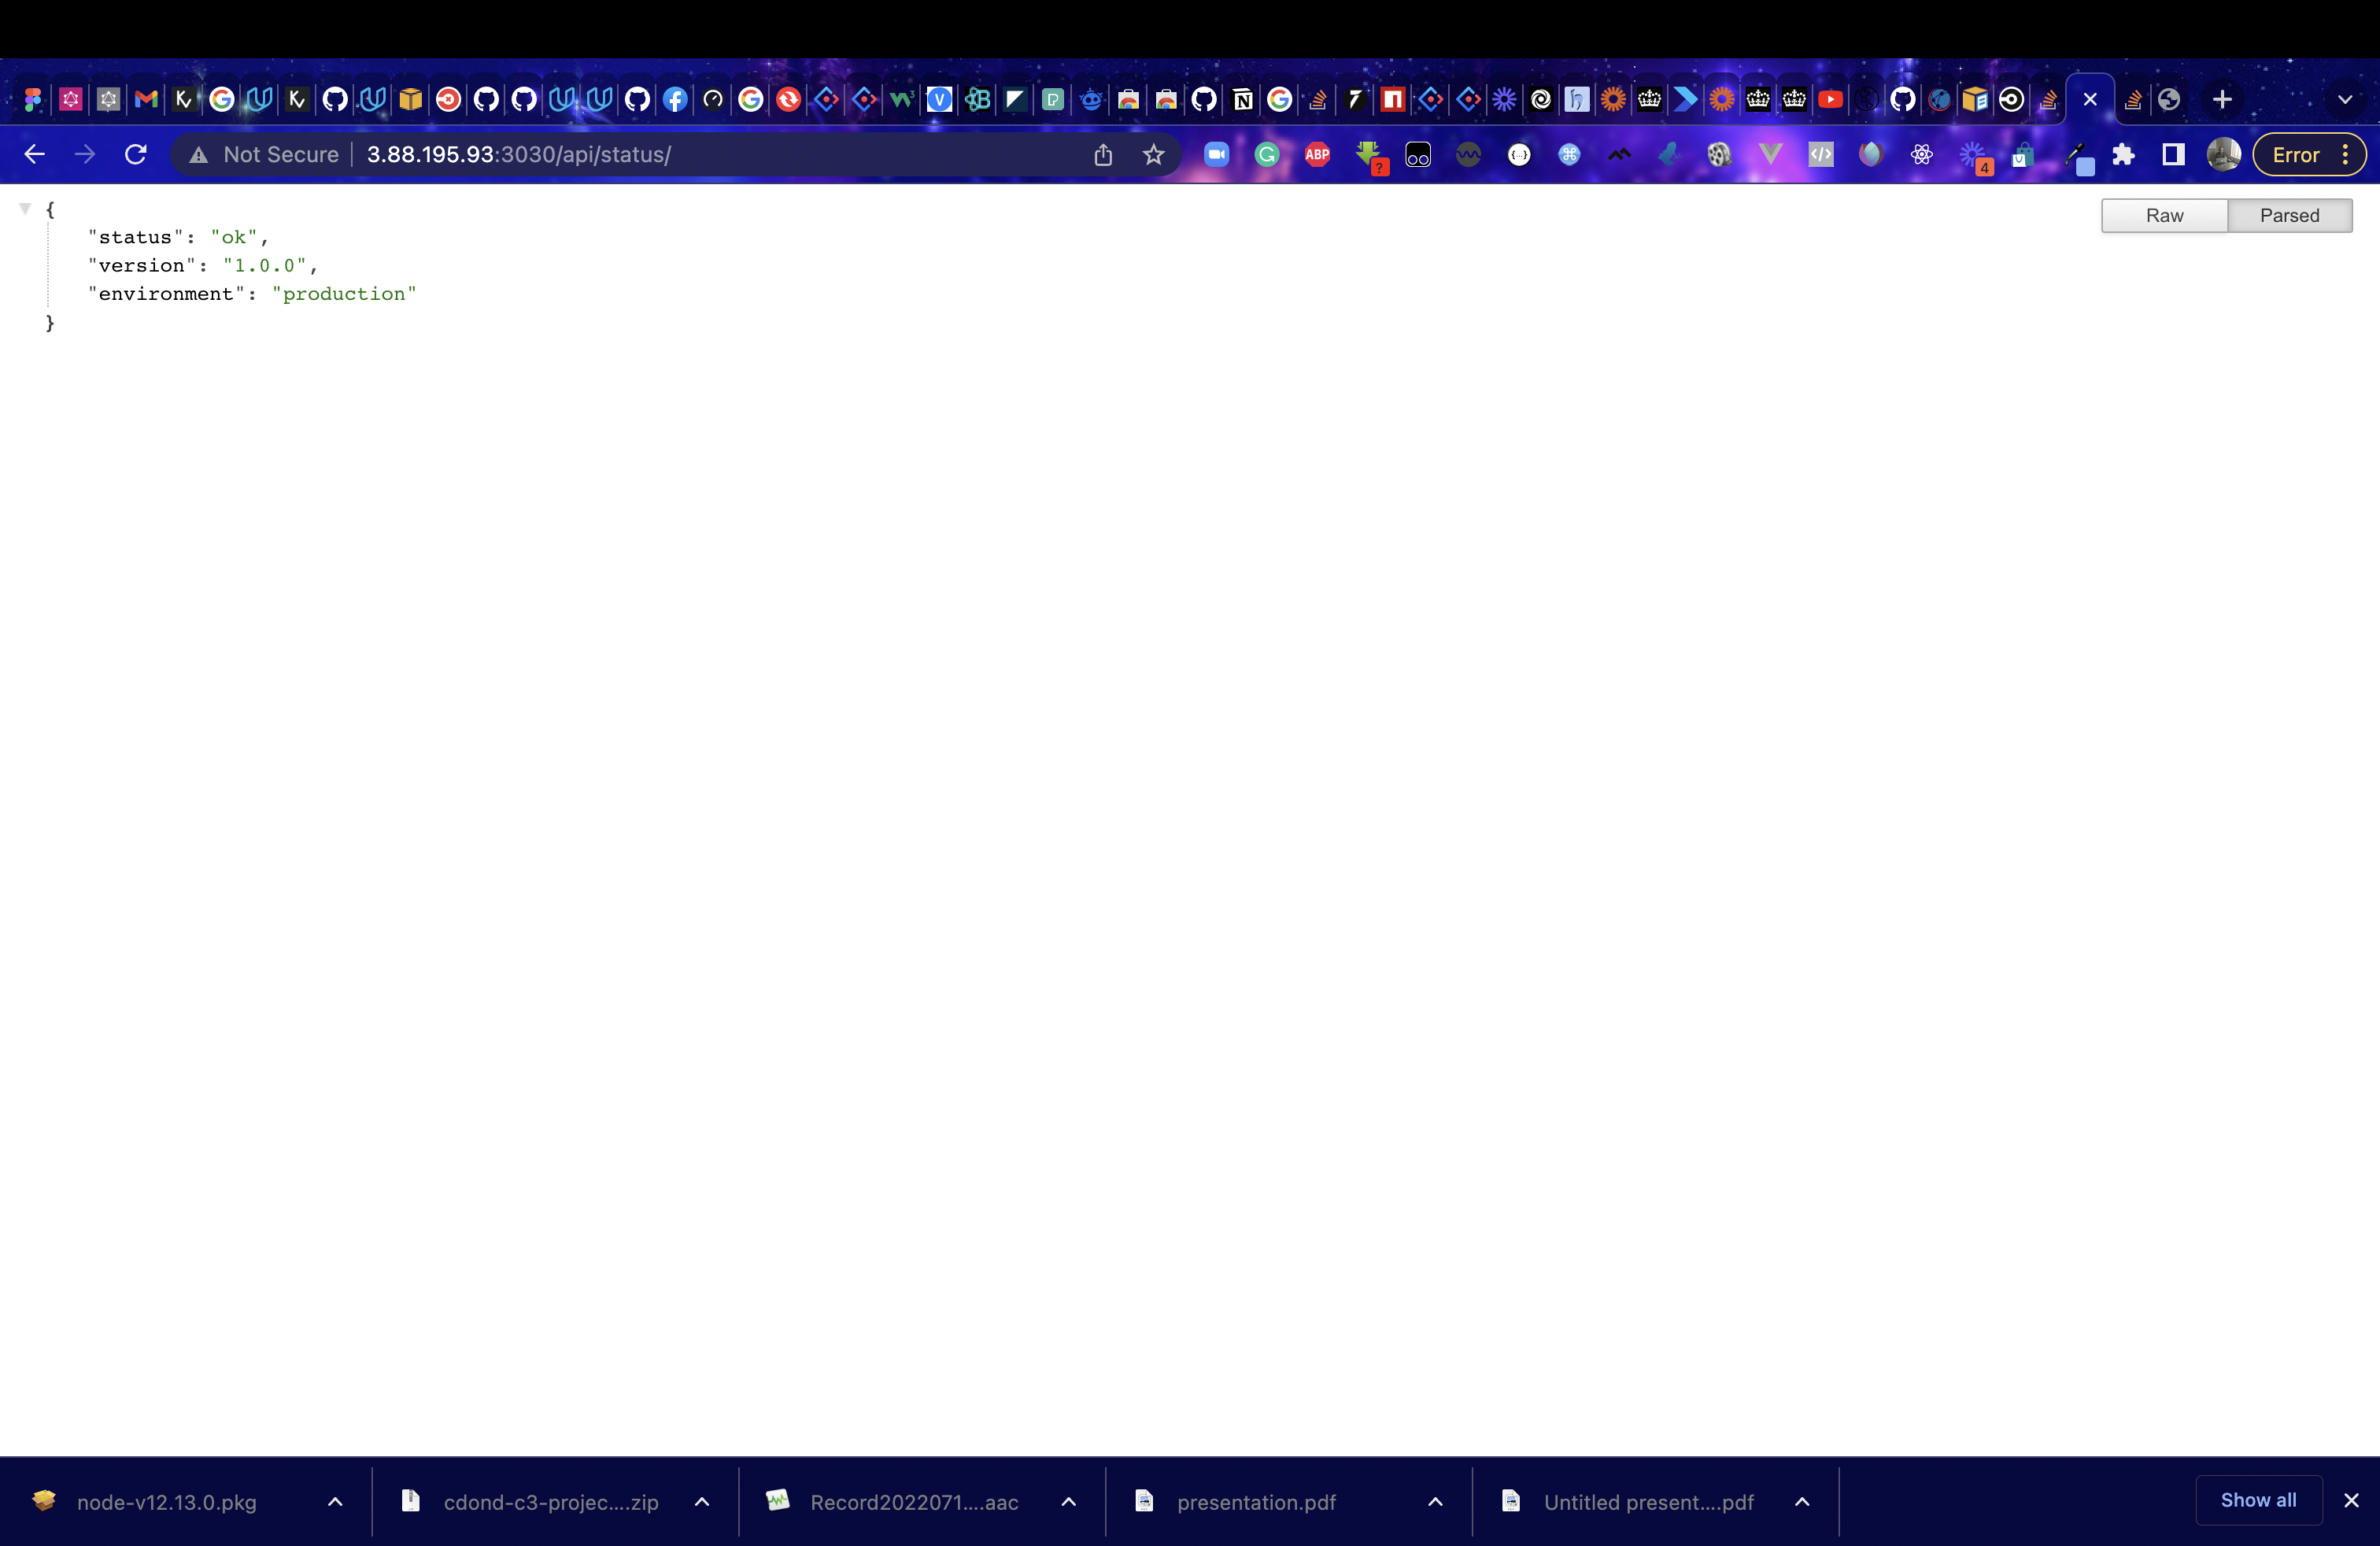 Not Secure 3.88.195.93:3030/api/status/
ABP
?
4
Error
Raw Parsed
{
"status": "ok",
"version": "1.0.0",
"environment": "production"
}
node-v12.13.0.pkg
cdond-c3-projec....zip
Record2022071....aac
presentation.pdf
Untitled present....pdf
Show all